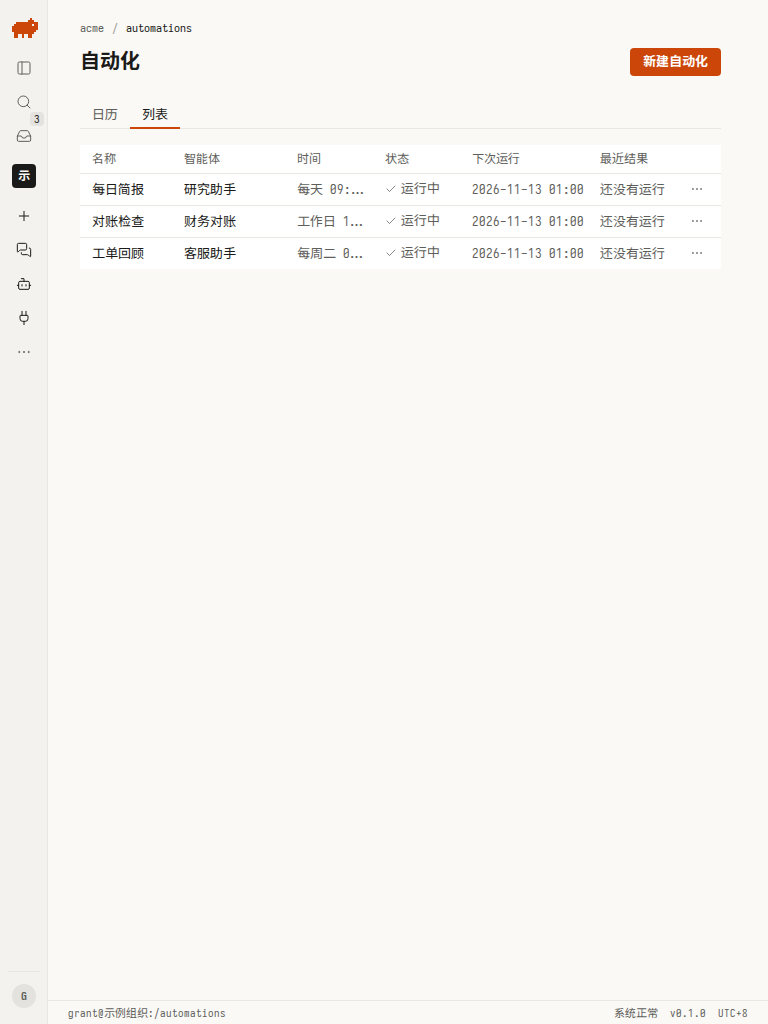 acme / automations
自动化
新建自动化
3
示
日历 列表
名称 智能体 时间 状态 下次运行 最近结果
每日简报 研究助手 每天 09:... 运行中 2026-11-13 01:00 还没有运行 ...
对账检查 财务对账 工作日 1... 运行中 2026-11-13 01:00 还没有运行 ...
工单回顾 客服助手 每周二 0... 运行中 2026-11-13 01:00 还没有运行 ...
G
grant@示例组织:/automations 系统正常 v0.1.0 UTC+8